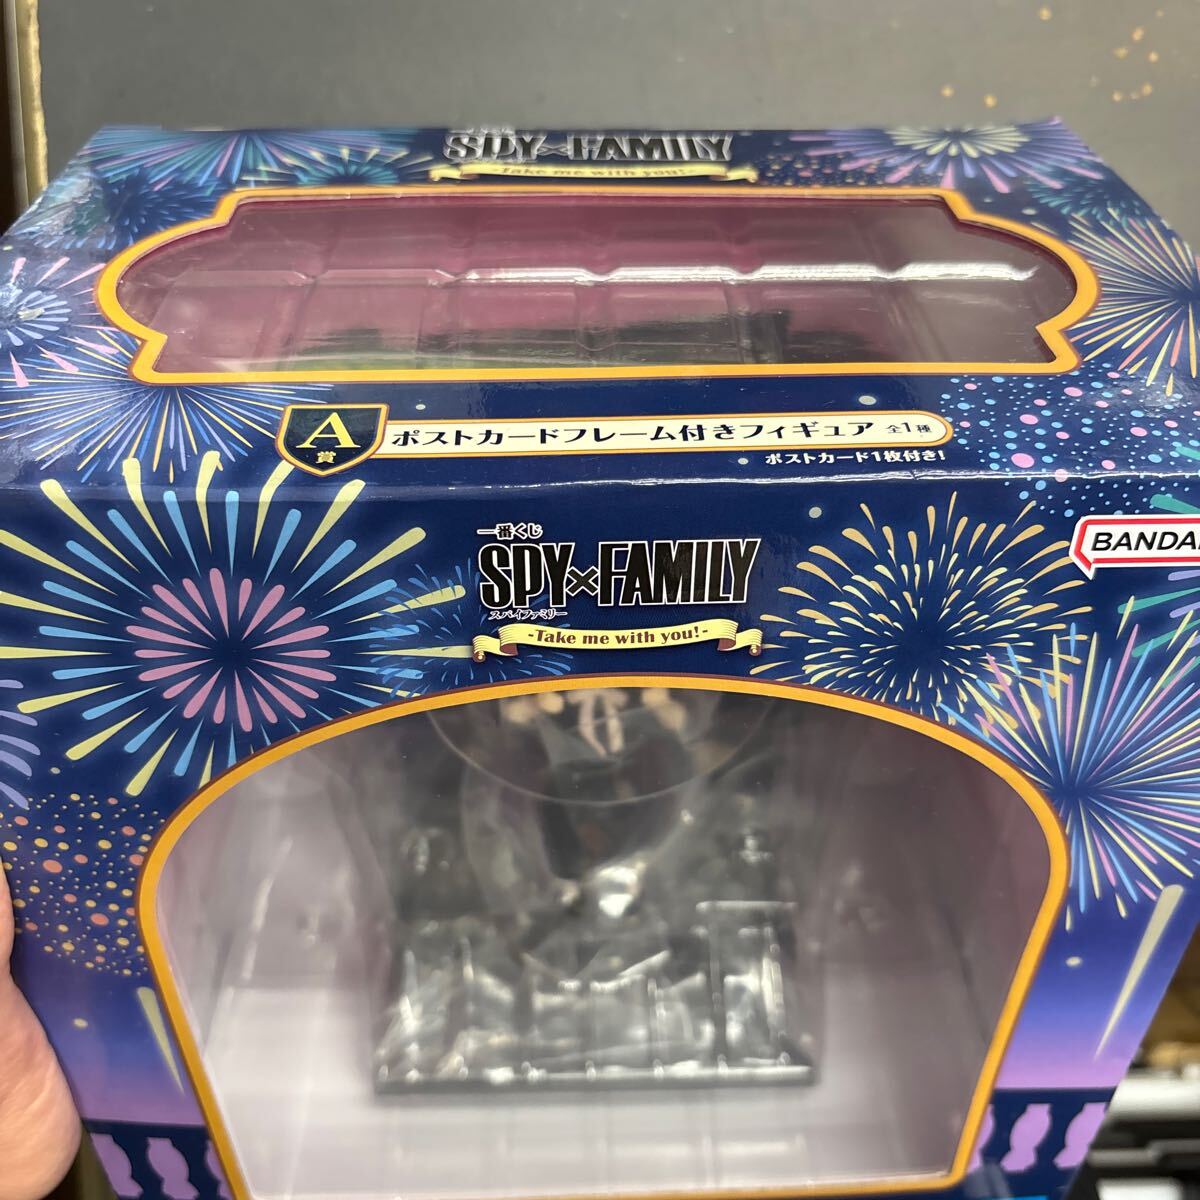 SPY×FAMILY
-Take me with you!-
A賞
ポストカードフレーム付きフィギュア 全1種
ポストカード1枚付き!
一番くじ
SPY×FAMILY
スパイファミリー
-Take me with you!-
BANDAI